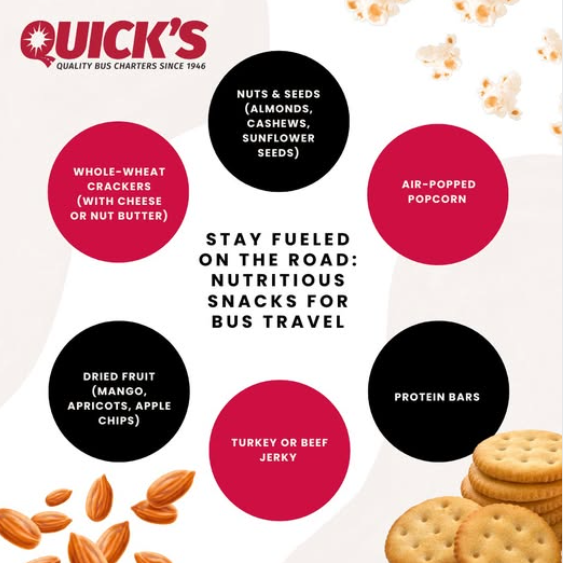 QUICK'S
QUALITY BUS CHARTERS SINCE 1946
NUTS & SEEDS
(ALMONDS,
CASHEWS,
SUNFLOWER
SEEDS)
WHOLE-WHEAT
CRACKERS
(WITH CHEESE
OR NUT BUTTER)
AIR-POPPED
POPCORN
STAY FUELED
ON THE ROAD:
NUTRITIOUS
SNACKS FOR
BUS TRAVEL
DRIED FRUIT
(MANGO,
APRICOTS, APPLE
CHIPS)
PROTEIN BARS
TURKEY OR BEEF
JERKY